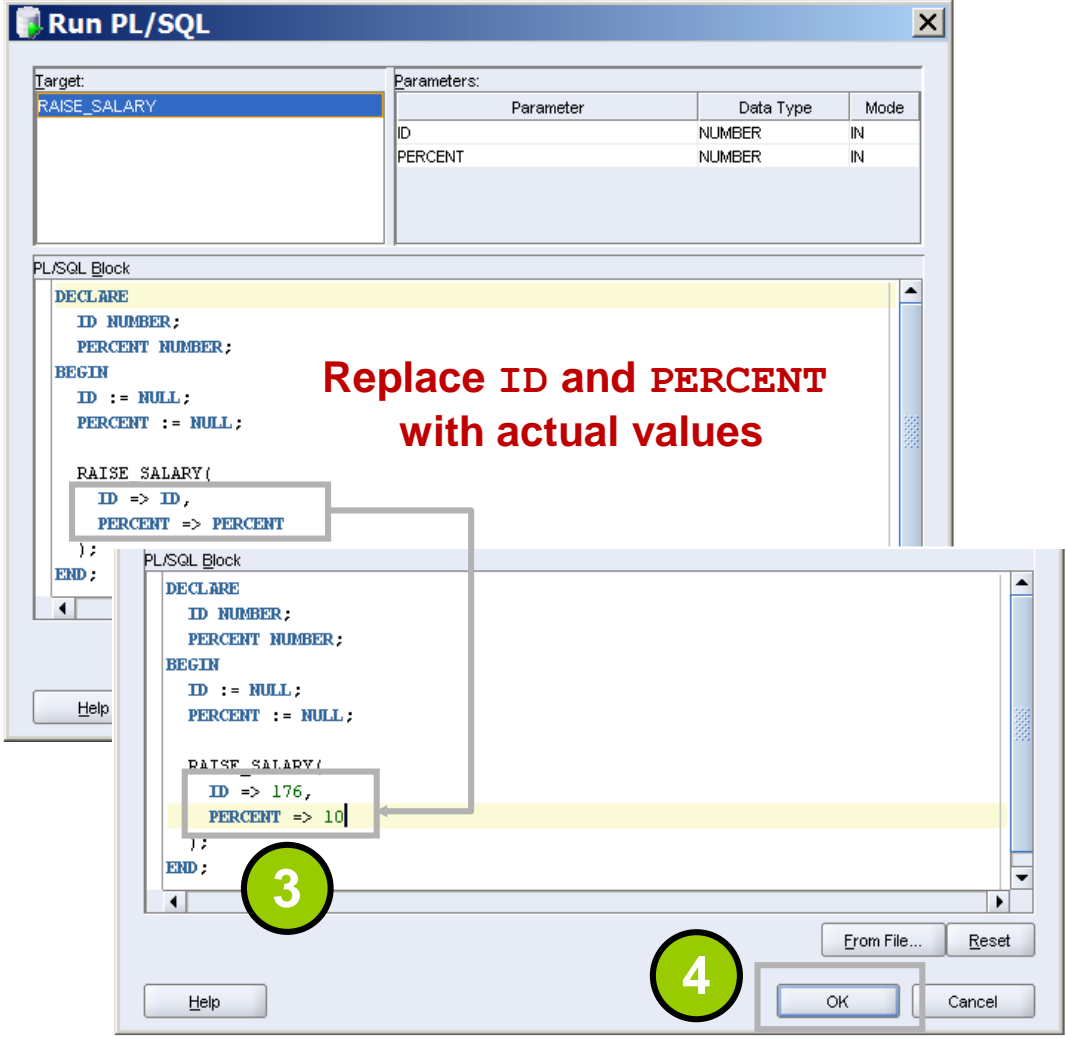 Run PL/SQL
Target:
RAISE_SALARY
Parameters:
Parameter Data Type Mode
ID NUMBER IN
PERCENT NUMBER IN
PL/SQL Block
DECLARE
ID NUMBER;
PERCENT NUMBER;
BEGIN
ID := NULL;
PERCENT := NULL;
RAISE_SALARY(
ID => ID,
PERCENT => PERCENT
);
END;
Help
Replace ID and PERCENT
with actual values
PL/SQL Block
DECLARE
ID NUMBER;
PERCENT NUMBER;
BEGIN
ID := NULL;
PERCENT := NULL;
RAISE_SALARY(
ID => 176,
PERCENT => 10
);
END;
3
From File... Reset
4
Help OK Cancel